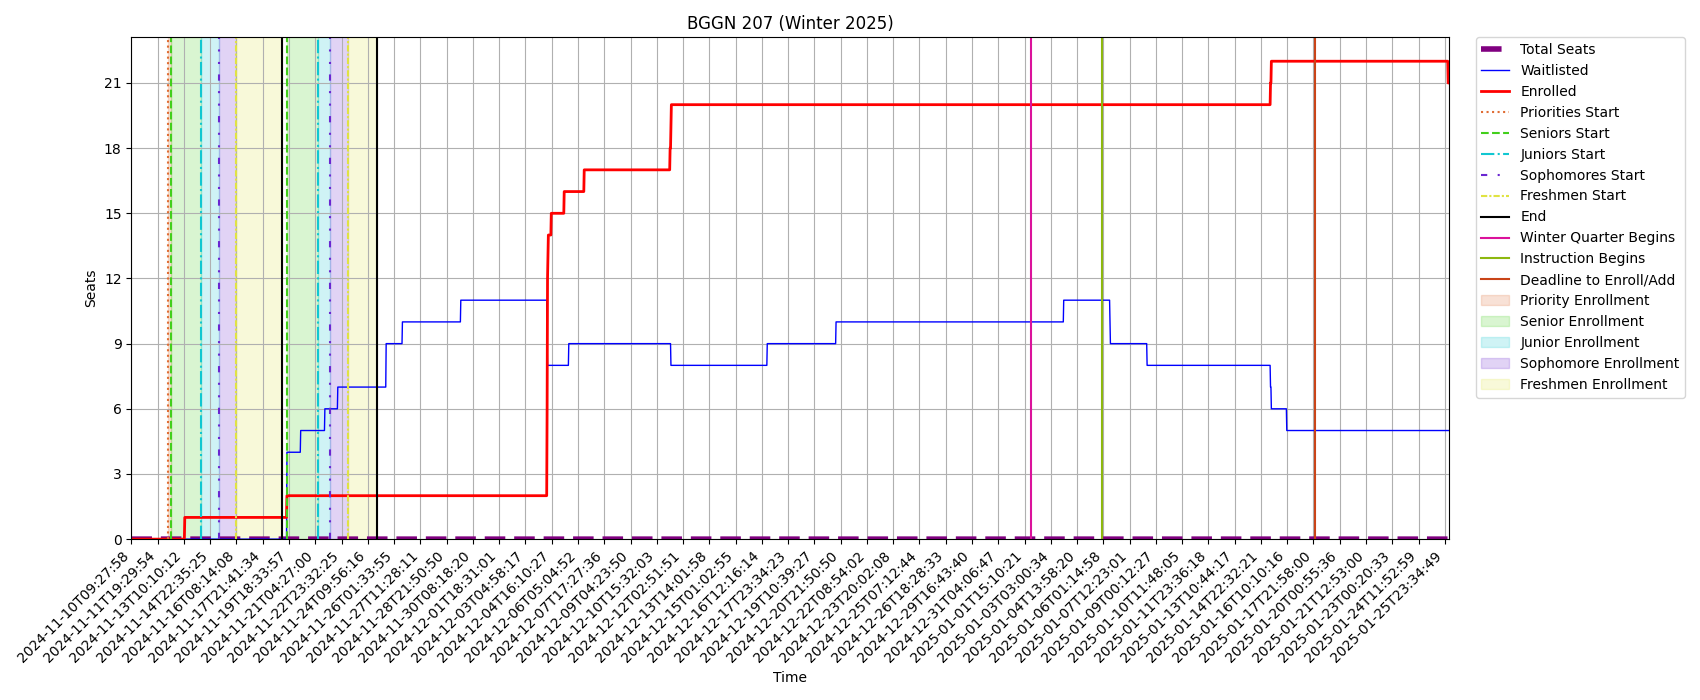 BGGN 207 (Winter 2025)
Total Seats
Waitlisted
Enrolled
Priorities Start
Seniors Start
Juniors Start
Sophomores Start
Freshmen Start
End
Winter Quarter Begins
Instruction Begins
Deadline to Enroll/Add
Priority Enrollment
Senior Enrollment
Junior Enrollment
Sophomore Enrollment
Freshmen Enrollment
Seats
21
18
15
12
9
6
3
0
2024-11-10T09:27:58
2024-11-11T19:29:54
2024-11-13T10:10:12
2024-11-14T22:35:25
2024-11-16T08:14:08
2024-11-17T21:41:34
2024-11-19T18:33:57
2024-11-21T04:27:00
2024-11-22T23:32:25
2024-11-24T09:56:16
2024-11-26T01:33:55
2024-11-27T11:28:11
2024-11-28T21:50:50
2024-11-30T08:18:20
2024-12-01T18:31:01
2024-12-03T04:58:17
2024-12-04T16:10:27
2024-12-06T05:04:52
2024-12-07T17:27:36
2024-12-09T04:23:50
2024-12-10T15:32:03
2024-12-12T02:51:51
2024-12-13T14:01:58
2024-12-15T01:02:55
2024-12-16T12:16:14
2024-12-17T23:34:23
2024-12-19T10:39:27
2024-12-20T21:50:50
2024-12-22T08:54:02
2024-12-23T20:02:08
2024-12-25T07:12:44
2024-12-26T18:28:33
2024-12-29T16:43:40
2024-12-31T04:06:47
2025-01-01T15:10:21
2025-01-03T03:00:34
2025-01-04T13:58:20
2025-01-06T01:14:58
2025-01-07T12:23:01
2025-01-09T00:12:27
2025-01-10T11:48:05
2025-01-11T23:36:18
2025-01-13T10:44:17
2025-01-14T22:32:21
2025-01-16T10:10:16
2025-01-17T21:58:00
2025-01-20T00:55:36
2025-01-21T12:53:00
2025-01-23T00:20:33
2025-01-24T11:52:59
2025-01-25T23:34:49
Time